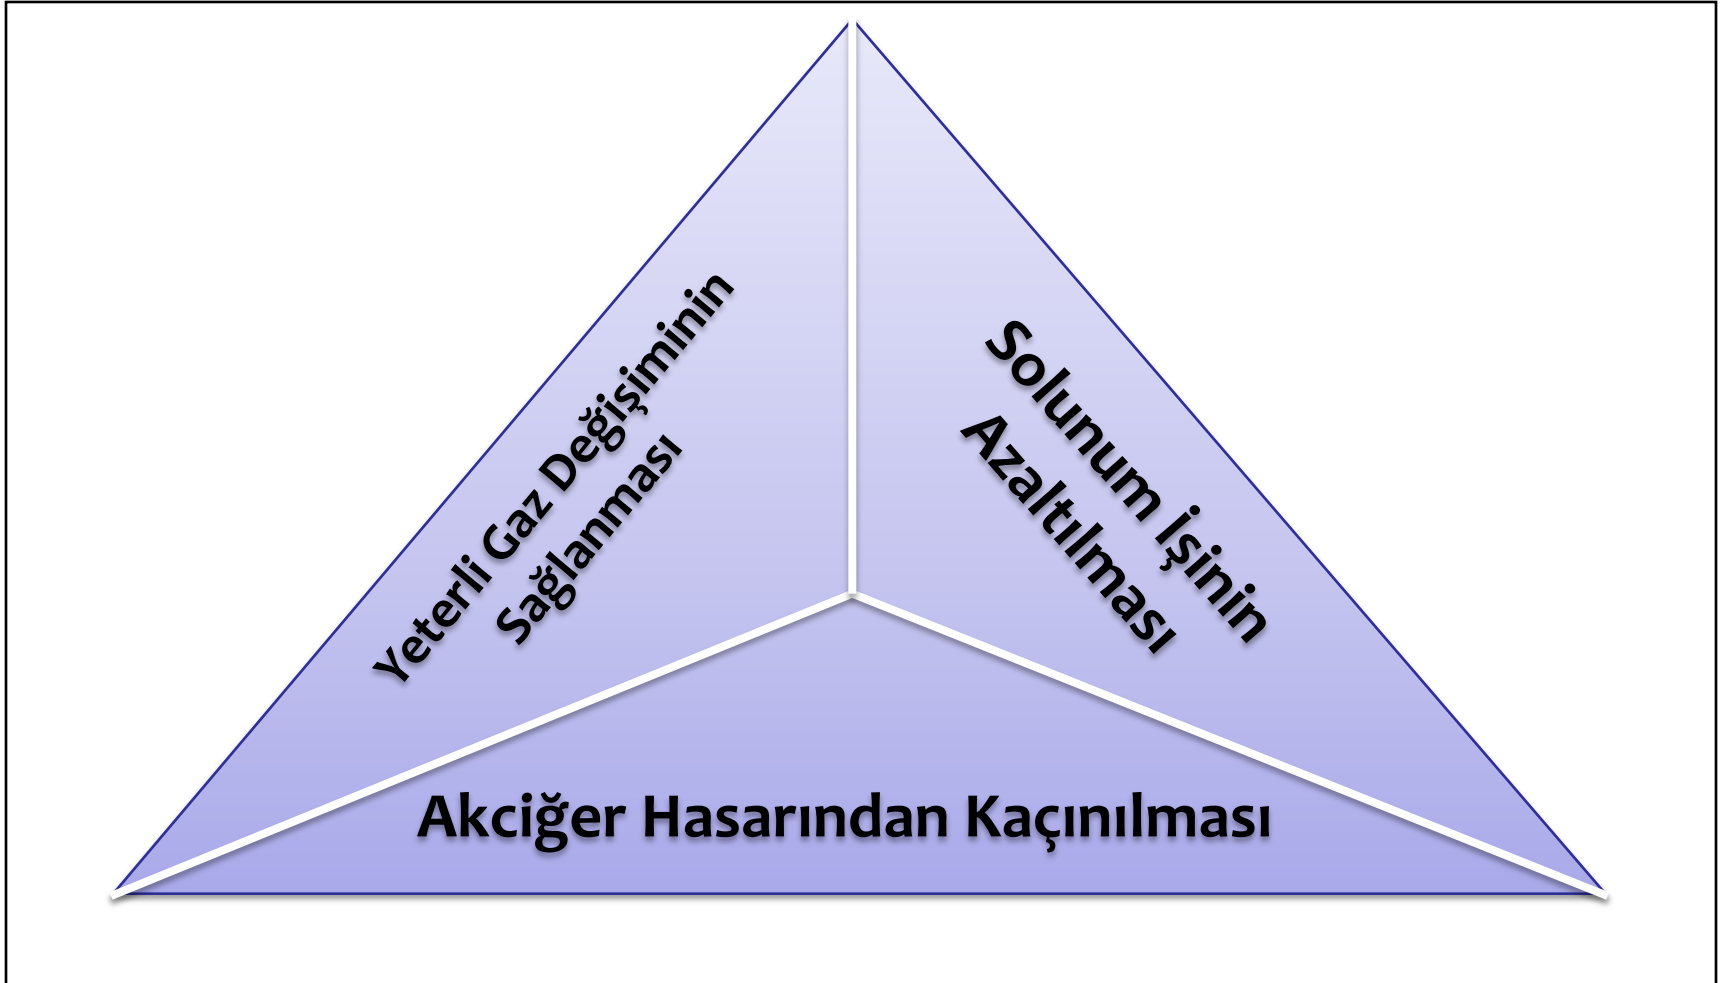 Yeterli Gaz Değişiminin
Sağlanması
Solunum İşinin
Azaltılması
Akciğer Hasarından Kaçınılması